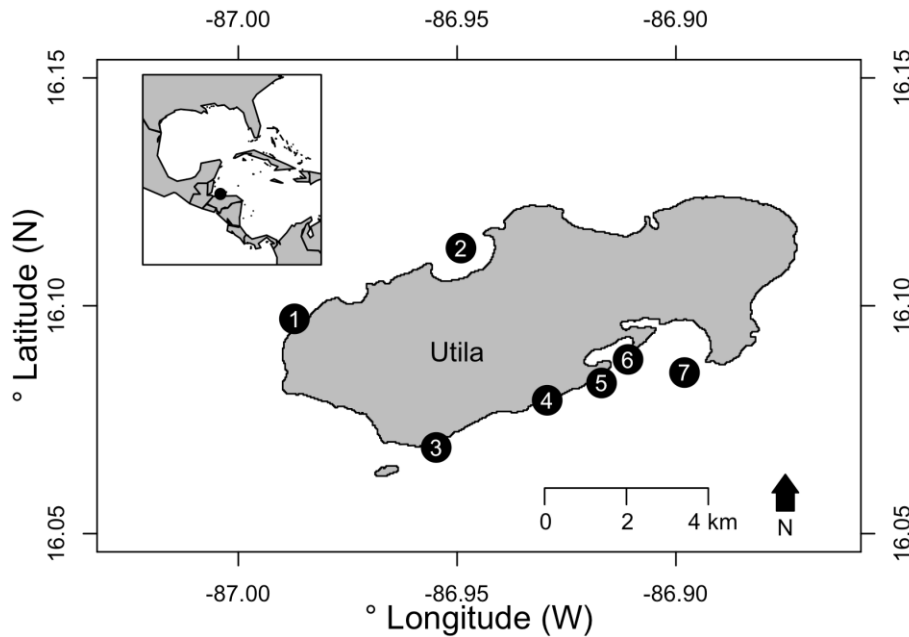 -87.00 -86.95 -86.90
16.15 16.15
2
16.10 16.10
1
Utila
6
7
5
4
3
0 2 4 km
N
16.05 16.05
-87.00 -86.95 -86.90
° Longitude (W)
° Latitude (N)